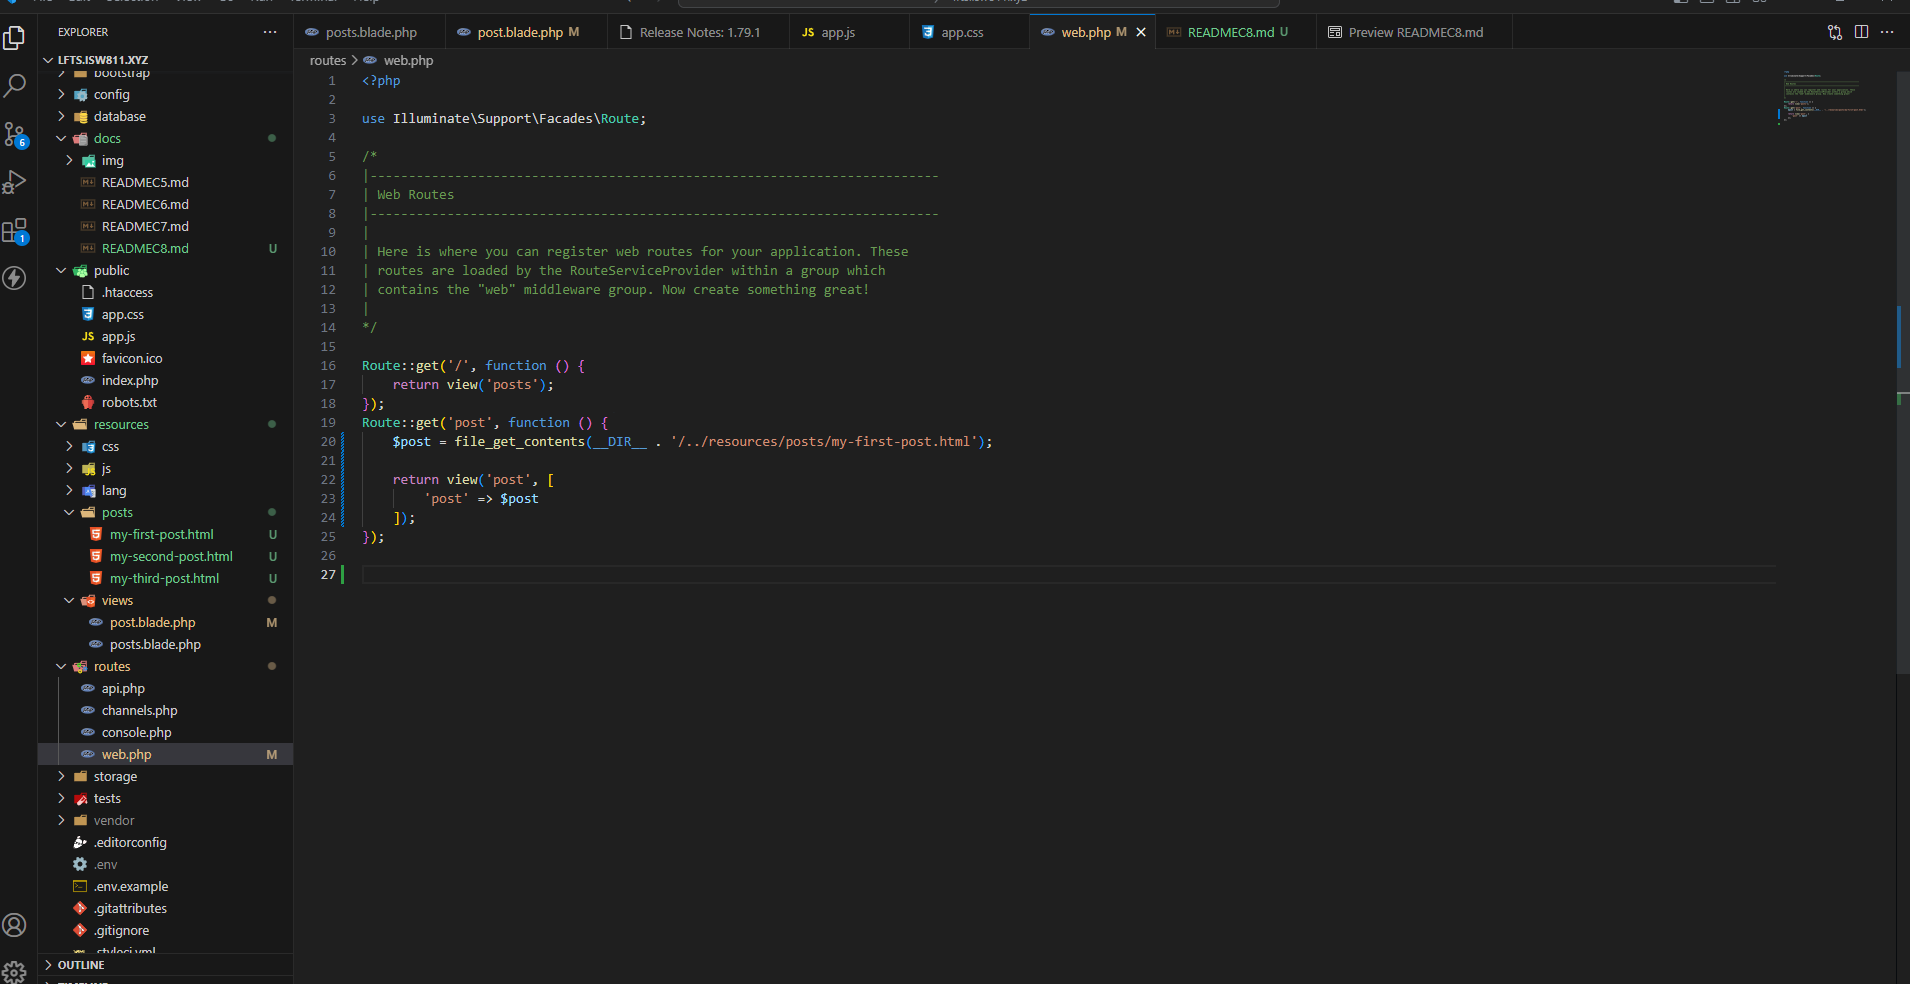 EXPLORER
posts.blade.php
post.blade.php M
Release Notes: 1.79.1
JS app.js
app.css
web.php M
READMEC8.md U
Preview READMEC8.md
LFTS.ISW811.XYZ
bootstrap
config
database
docs
img
READMEC5.md
READMEC6.md
READMEC7.md
READMEC8.md U
public
.htaccess
app.css
JS app.js
favicon.ico
index.php
robots.txt
resources
css
js
lang
posts
my-first-post.html U
my-second-post.html U
my-third-post.html U
views
post.blade.php M
posts.blade.php
routes
api.php
channels.php
console.php
web.php M
storage
tests
vendor
.editorconfig
.env
.env.example
.gitattributes
.gitignore
.styleci.yml
OUTLINE
6
1
routes > web.php
1 <?php
2
3 use Illuminate\Support\Facades\Route;
4
5 /*
6 |--------------------------------------------------------------------------
7 | Web Routes
8 |--------------------------------------------------------------------------
9 |
10 | Here is where you can register web routes for your application. These
11 | routes are loaded by the RouteServiceProvider within a group which
12 | contains the "web" middleware group. Now create something great!
13 |
14 */
15
16 Route::get('/', function () {
17     return view('posts');
18 });
19 Route::get('post', function () {
20     $post = file_get_contents(__DIR__ . '/../resources/posts/my-first-post.html');
21
22     return view('post', [
23         'post' => $post
24     ]);
25 });
26
27